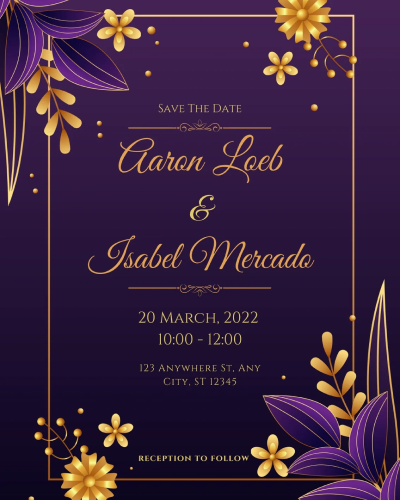 Save The Date
Aaron Loeb
&
Isabel Mercado
20 March, 2022
10:00 - 12:00
123 Anywhere St, Any
City, ST 12345
RECEPTION TO FOLLOW